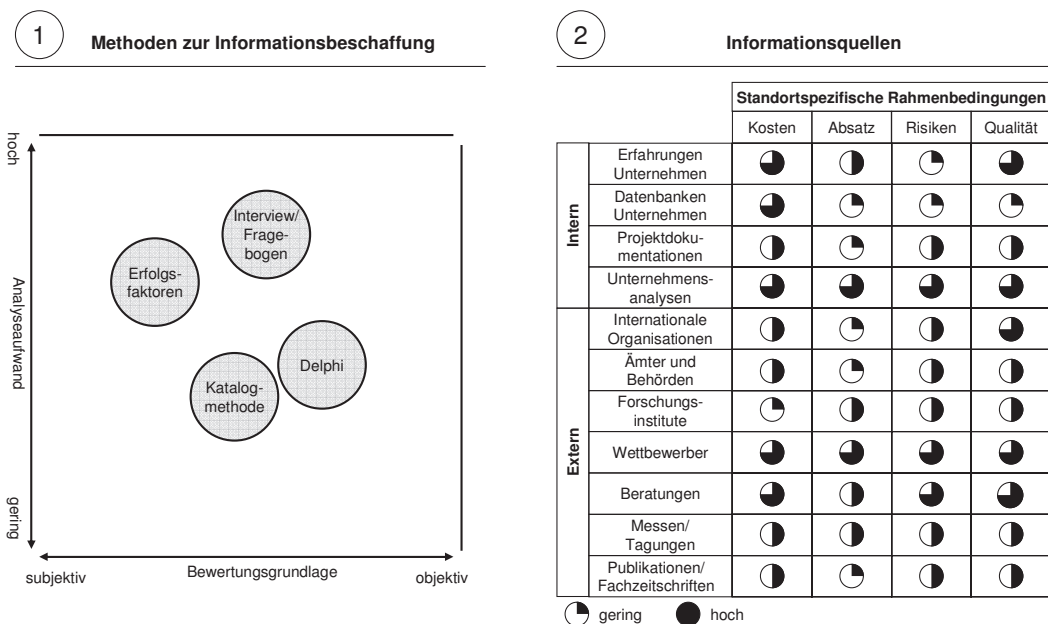 1
Methoden zur Informationsbeschaffung
hoch
Analyseaufwand
gering
Interview/
Frage-
bogen
Erfolgs-
faktoren
Delphi
Katalog-
methode
subjektiv
Bewertungsgrundlage
objektiv
2
Informationsquellen
Standortspezifische Rahmenbedingungen
Kosten Absatz Risiken Qualität
Intern
Erfahrungen
Unternehmen
Datenbanken
Unternehmen
Projektdoku-
mentationen
Unternehmens-
analysen
Extern
Internationale
Organisationen
Ämter und
Behörden
Forschungs-
institute
Wettbewerber
Beratungen
Messen/
Tagungen
Publikationen/
Fachzeitschriften
gering hoch